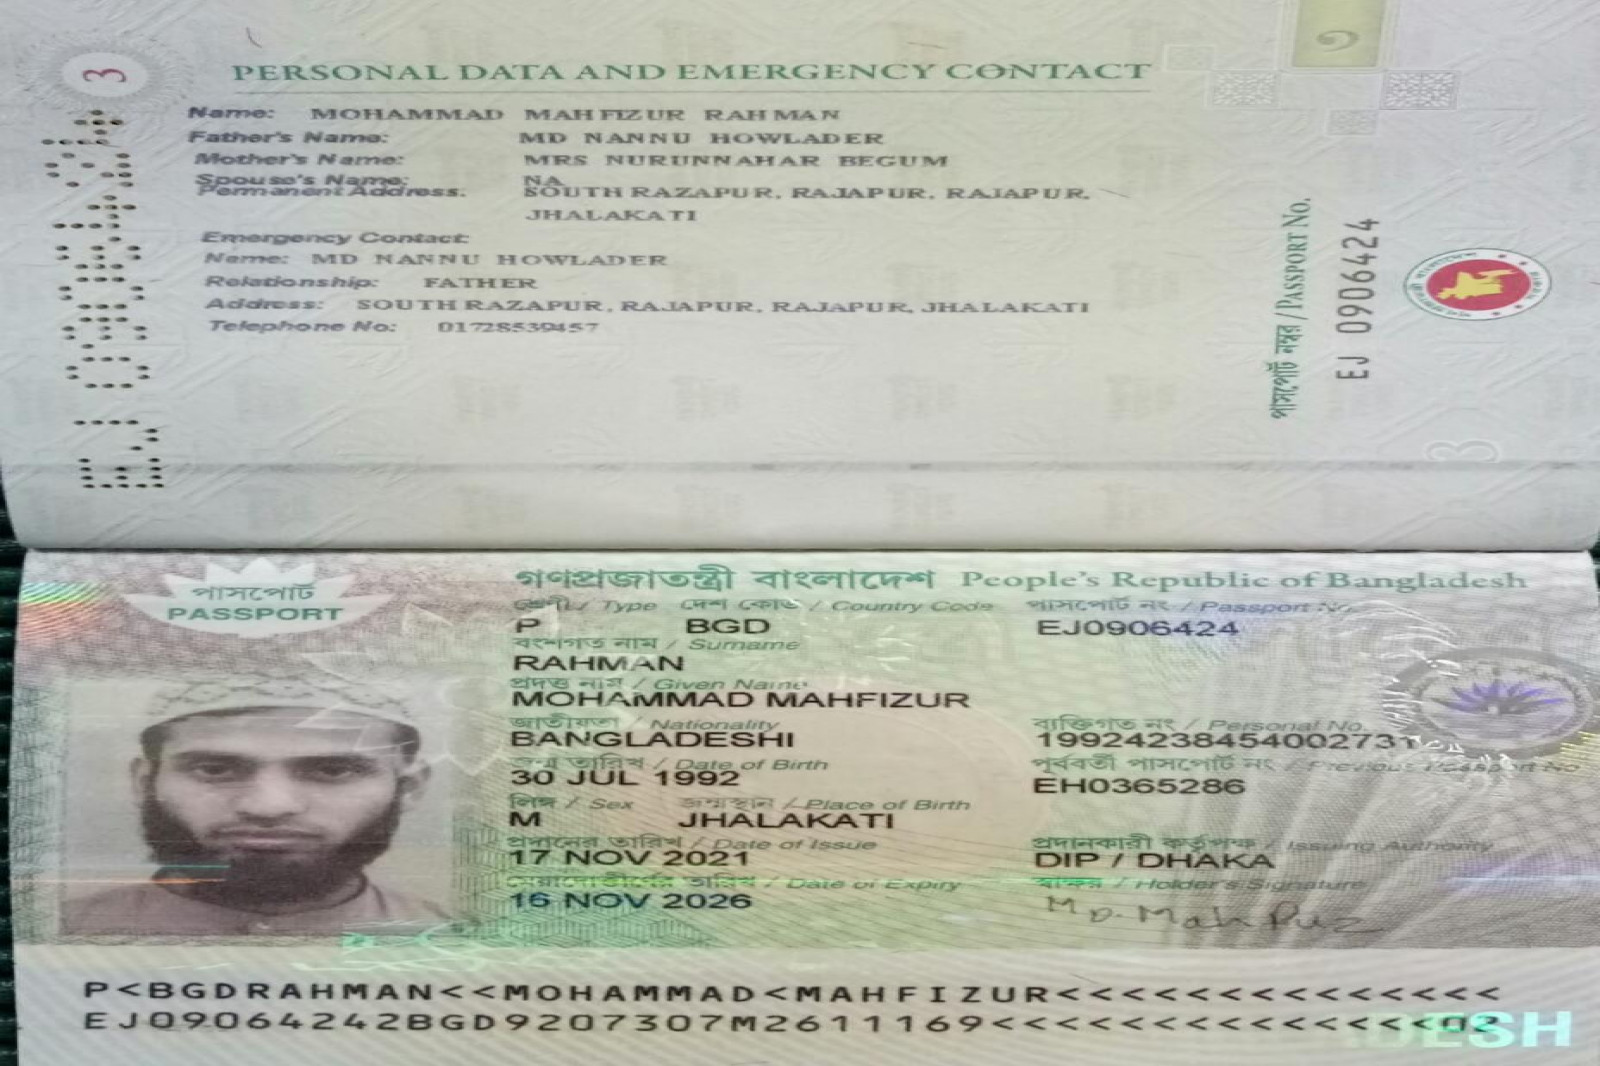 3
PERSONAL DATA AND EMERGENCY CONTACT
Name: MOHAMMAD MAHFIZUR RAHMAN
Father's Name: MD NANNU HOWLADER
Mother's Name: MRS NURUNNAHAR BEGUM
Spouse's Name: NA
Permanent Address: SOUTH RAZAPUR, RAJAPUR, RAJAPUR,
JHALAKATI
Emergency Contact:
Name: MD NANNU HOWLADER
Relationship: FATHER
Address: SOUTH RAZAPUR, RAJAPUR, RAJAPUR, JHALAKATI
Telephone No: 01728539457
পাসপোর্ট নম্বর / PASSPORT No.
EJ 0906424
3
পাসপোর্ট
PASSPORT
গণপ্রজাতন্ত্রী বাংলাদেশ People's Republic of Bangladesh
শ্রেণী / Type দেশ কোড / Country Code পাসপোর্ট নং / Passport No.
P BGD EJ0906424
বংশগত নাম / Surname
RAHMAN
প্রদত্ত নাম / Given Name
MOHAMMAD MAHFIZUR
জাতীয়তা / Nationality ব্যক্তিগত নং / Personal No.
BANGLADESHI 1992423845400273
জন্ম তারিখ / Date of Birth পূর্ববর্তী পাসপোর্ট নং / Previous Passport No
30 JUL 1992 EH0365286
লিঙ্গ / Sex জন্মস্থান / Place of Birth
M JHALAKATI
প্রদানের তারিখ / Date of Issue প্রদানকারী কর্তৃপক্ষ / Issuing Authority
17 NOV 2021 DIP / DHAKA
মেয়াদোত্তীর্ণের তারিখ / Date of Expiry স্বাক্ষর / Holder's Signature
16 NOV 2026 MD. Mahfuz
P<BGDRAHMAN<<MOHAMMAD<MAHFIZUR<<<<<<<<<<<<<<
EJ09064242BGD9207307M2611169<<<<<<<<<<<<<<02
DESH